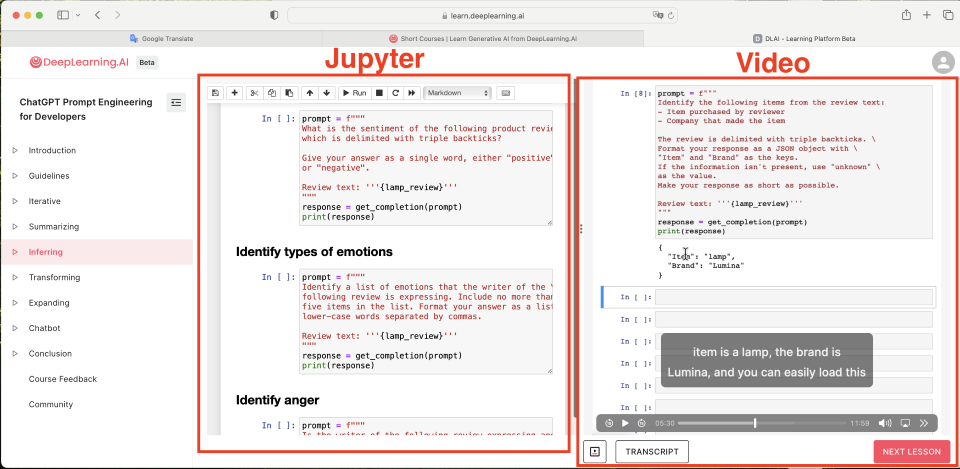 learn.deeplearning.ai
Google Translate
Short Courses | Learn Generative AI from DeepLearning.AI
DLAI - Learning Platform Beta
DeepLearning.AI
Beta
Jupyter
Video
ChatGPT Prompt Engineering
for Developers
Introduction
Guidelines
Iterative
Summarizing
Inferring
Transforming
Expanding
Chatbot
Conclusion
Course Feedback
Community
Run
Markdown
In [ ]: prompt = f"""
What is the sentiment of the following product revie
which is delimited with triple backticks?
Give your answer as a single word, either "positive"
or "negative".
Review text: '''{lamp_review}'''
"""
response = get_completion(prompt)
print(response)
Identify types of emotions
In [ ]: prompt = f"""
Identify a list of emotions that the writer of the \
following review is expressing. Include no more than
five items in the list. Format your answer as a list
lower-case words separated by commas.
Review text: '''{lamp_review}'''
"""
response = get_completion(prompt)
print(response)
Identify anger
In [ ]: prompt = f"""
Is the writer of the following review expressing
In [8]: prompt = f"""
Identify the following items from the review text:
- Item purchased by reviewer
- Company that made the item
The review is delimited with triple backticks. \
Format your response as a JSON object with \
"Item" and "Brand" as the keys.
If the information isn't present, use "unknown" \
as the value.
Make your response as short as possible.
Review text: '''{lamp_review}'''
"""
response = get_completion(prompt)
print(response)
{
"Item": "lamp",
"Brand": "Lumina"
}
In [ ]:
In [ ]:
In [ ]:
In [ ]:
In [ ]:
In [ ]:
item is a lamp, the brand is
Lumina, and you can easily load this
05:30
11:59
TRANSCRIPT
NEXT LESSON